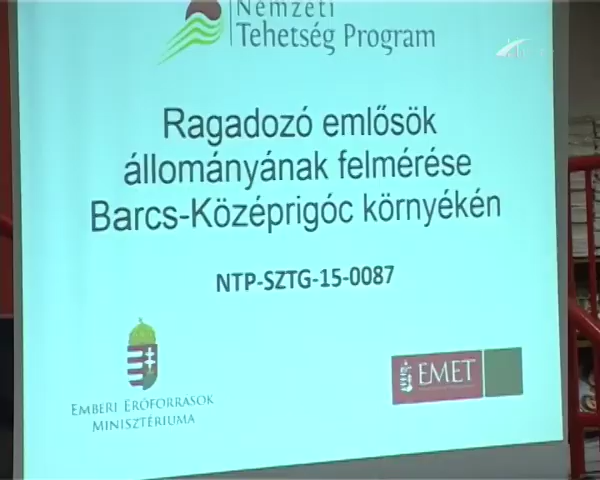 Nemzeti
Tehetség Program
Ragadozó emlősök
állományának felmérése
Barcs-Középrigóc környékén
NTP-SZTG-15-0087
EMBERI ERŐFORRÁSOK
MINISZTÉRIUMA
EMET